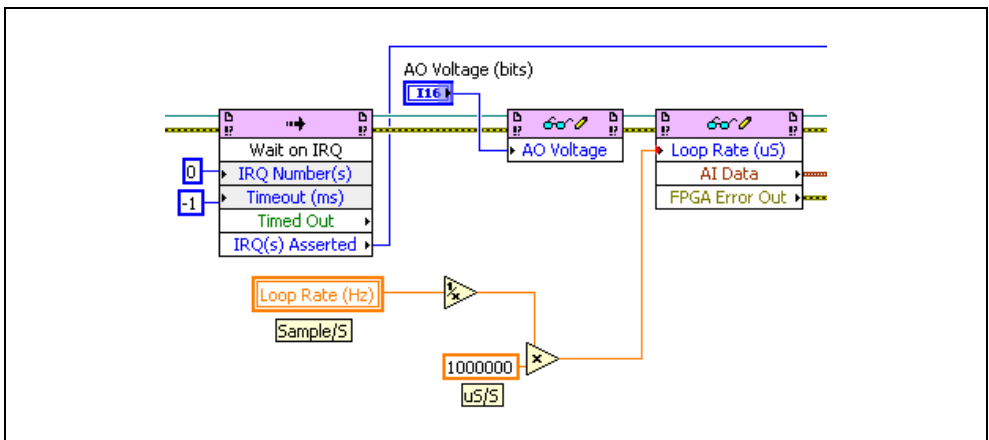 AO Voltage (bits)
I16
Wait on IRQ
0
IRQ Number(s)
-1
Timeout (ms)
Timed Out
IRQ(s) Asserted
AO Voltage
Loop Rate (uS)
AI Data
FPGA Error Out
Loop Rate (Hz)
1/x
Sample/S
x
1000000
uS/S